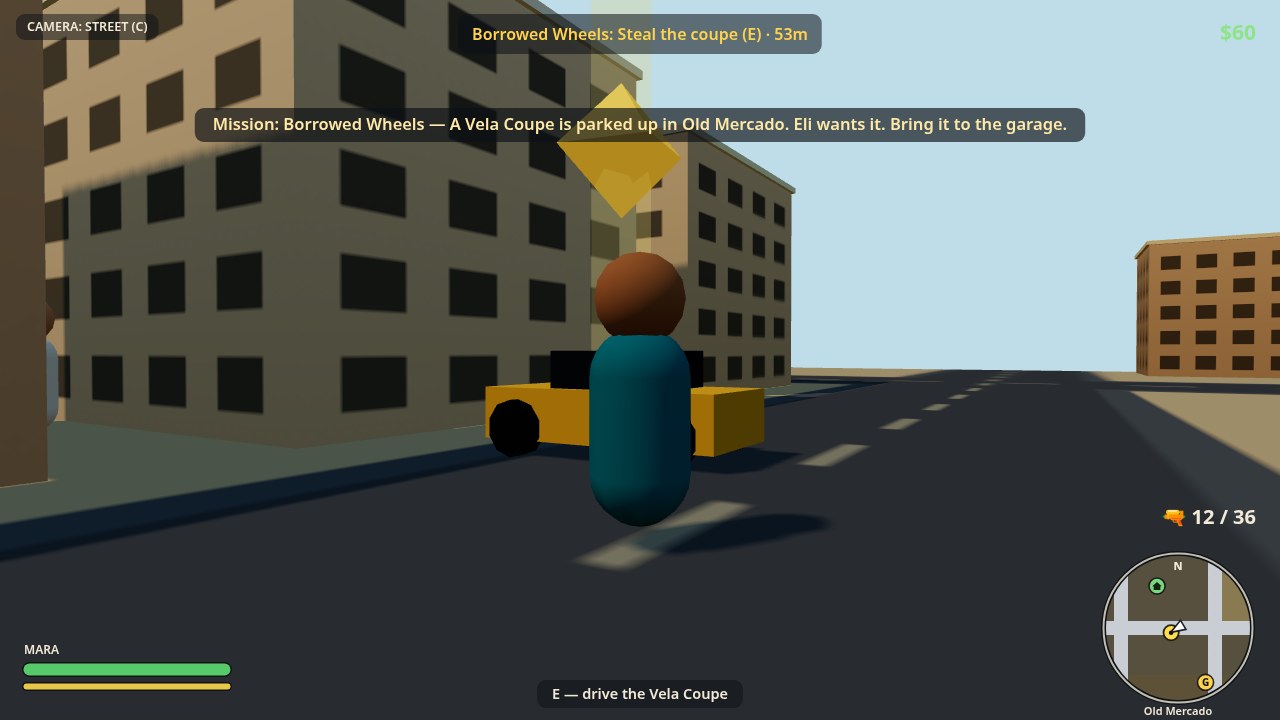 CAMERA: STREET (C)
Borrowed Wheels: Steal the coupe (E) · 53m
$60
Mission: Borrowed Wheels — A Vela Coupe is parked up in Old Mercado. Eli wants it. Bring it to the garage.
12 / 36
N
G
MARA
E — drive the Vela Coupe
Old Mercado